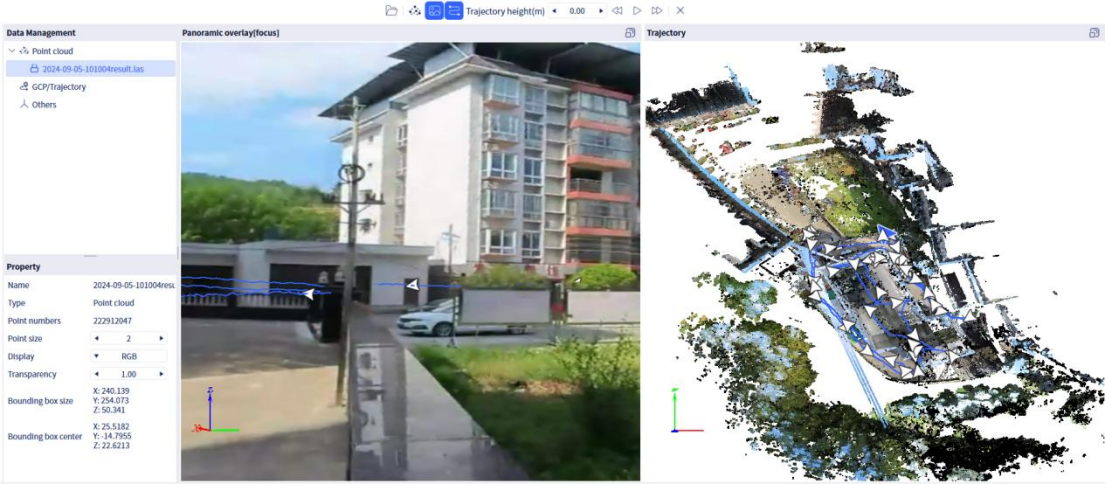 Trajectory height(m) 0.00
Data Management
Point cloud
2024-09-05-101004result.las
GCP/Trajectory
Others
Property
Name 2024-09-05-101004resu
Type Point cloud
Point numbers 222912047
Point size 2
Display RGB
Transparency 1.00
Bounding box size X: 240.139
Y: 254.073
Z: 50.341
Bounding box center X: 25.5182
Y: -14.7955
Z: 22.6213
Panoramic overlay(focus)
Trajectory